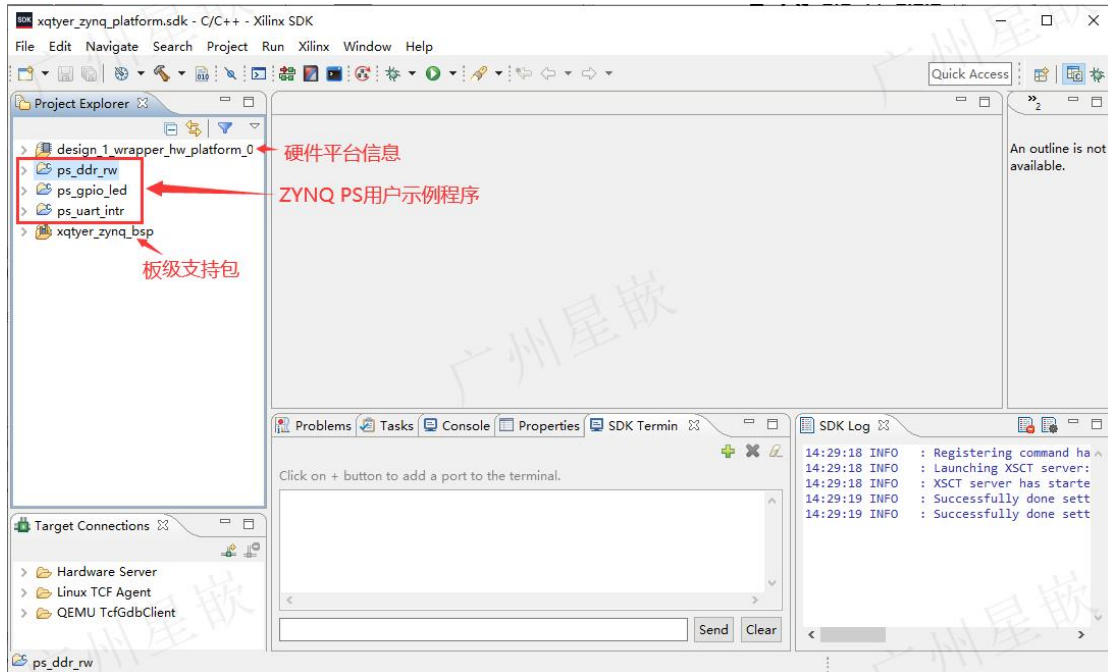 xqtyer_zynq_platform.sdk - C/C++ - Xilinx SDK
File Edit Navigate Search Project Run Xilinx Window Help
Quick Access
Project Explorer
2
design_1_wrapper_hw_platform_0
硬件平台信息
An outline is not available.
ps_ddr_rw
ps_gpio_led
ZYNQ PS用户示例程序
ps_uart_intr
xqtyer_zynq_bsp
板级支持包
广州星嵌
Problems Tasks Console Properties SDK Termin
SDK Log
Click on + button to add a port to the terminal.
14:29:18 INFO : Registering command ha
14:29:18 INFO : Launching XSCT server:
14:29:18 INFO : XSCT server has starte
14:29:19 INFO : Successfully done sett
14:29:19 INFO : Successfully done sett
Target Connections
Hardware Server
Linux TCF Agent
QEMU TcfGdbClient
Send Clear
ps_ddr_rw